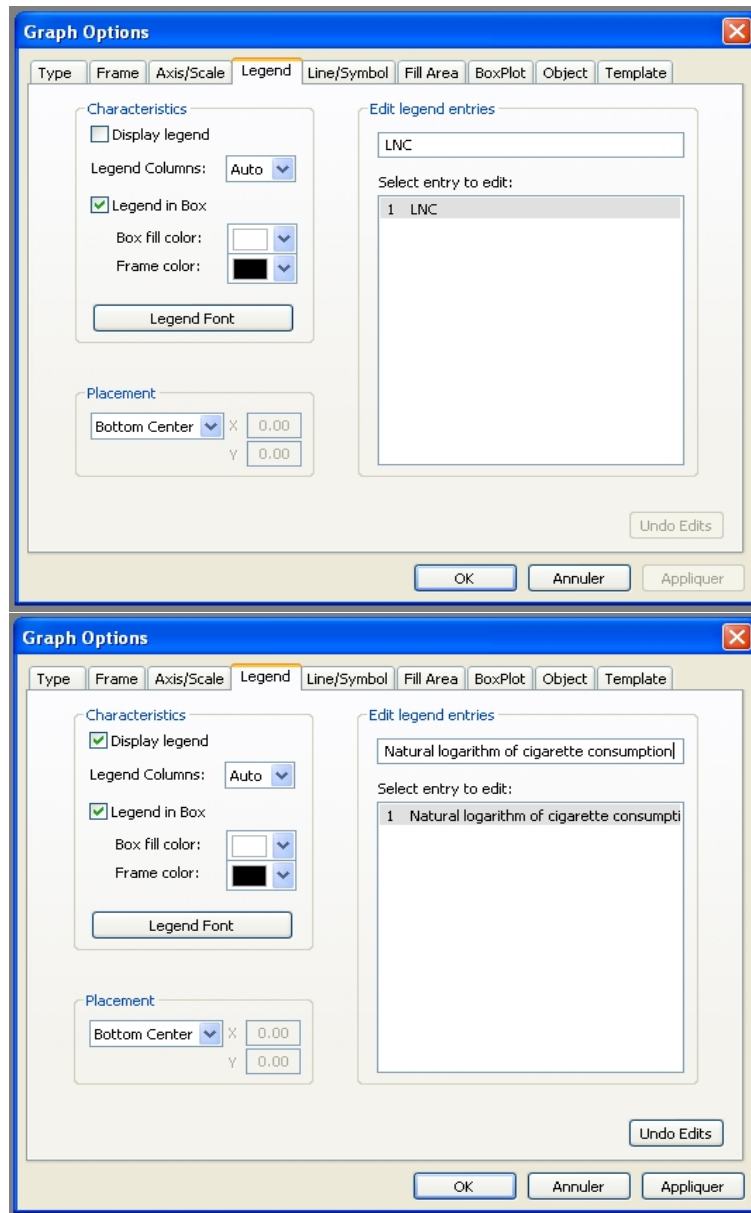 Graph Options
Type Frame Axis/Scale Legend Line/Symbol Fill Area BoxPlot Object Template
Characteristics
Display legend
Legend Columns: Auto
Legend in Box
Box fill color:
Frame color:
Legend Font
Placement
Bottom Center X 0.00
Y 0.00
Edit legend entries
LNC
Select entry to edit:
1 LNC
Undo Edits
OK Annuler Appliquer
Graph Options
Type Frame Axis/Scale Legend Line/Symbol Fill Area BoxPlot Object Template
Characteristics
Display legend
Legend Columns: Auto
Legend in Box
Box fill color:
Frame color:
Legend Font
Placement
Bottom Center X 0.00
Y 0.00
Edit legend entries
Natural logarithm of cigarette consumption
Select entry to edit:
1 Natural logarithm of cigarette consumpti
Undo Edits
OK Annuler Appliquer